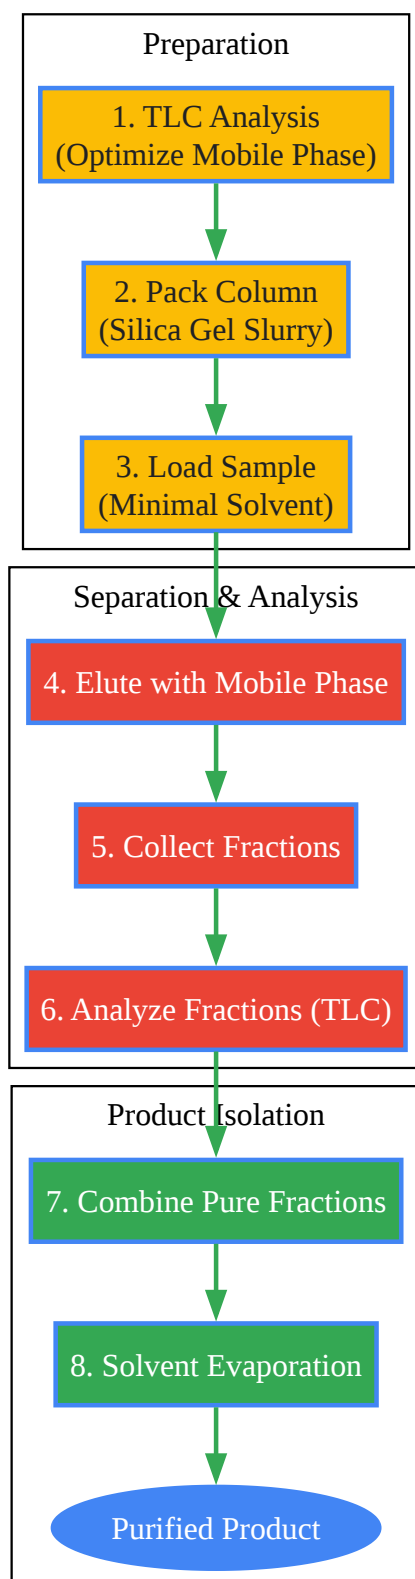 Preparation
1. TLC Analysis
(Optimize Mobile Phase)
2. Pack Column
(Silica Gel Slurry)
3. Load Sample
(Minimal Solvent)
Separation & Analysis
4. Elute with Mobile Phase
5. Collect Fractions
6. Analyze Fractions (TLC)
Product Isolation
7. Combine Pure Fractions
8. Solvent Evaporation
Purified Product